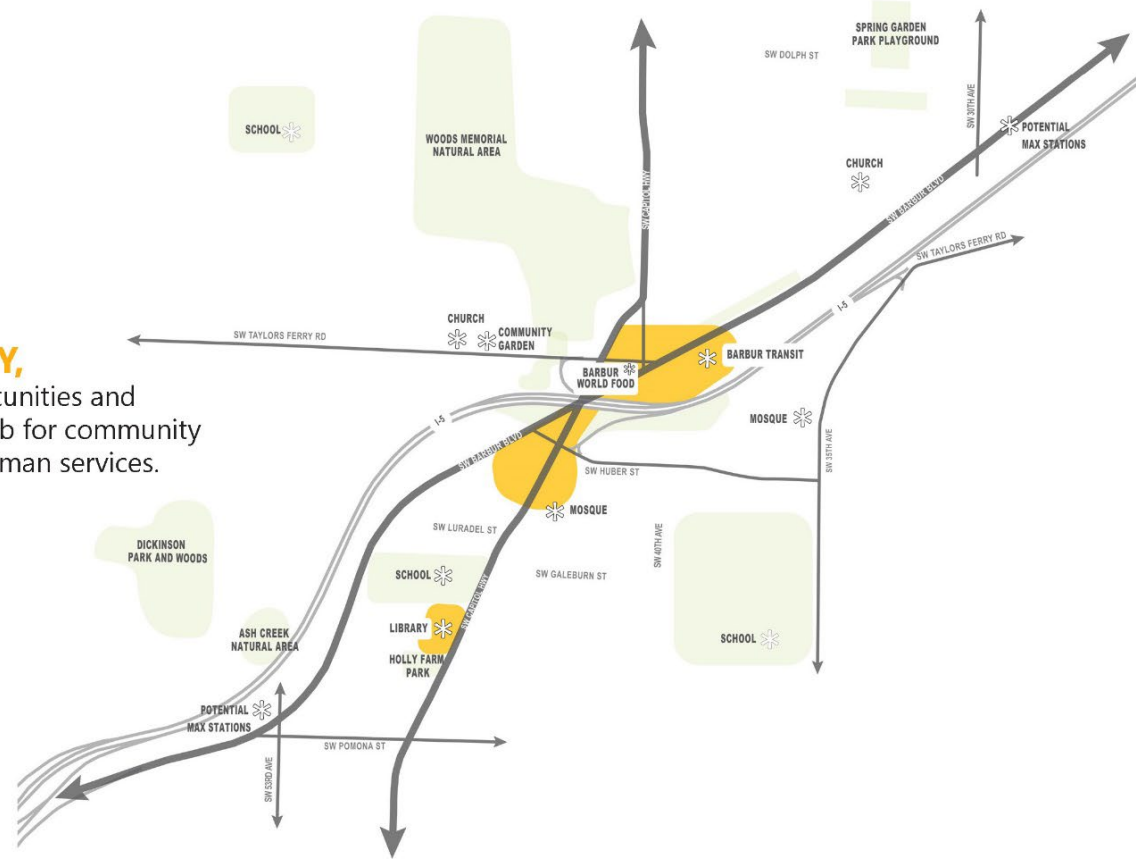 SPRING GARDEN
PARK PLAYGROUND
SW DOLPH ST
SW 30TH AVE
SCHOOL
POTENTIAL
MAX STATIONS
WOODS MEMORIAL
NATURAL AREA
CHURCH
SW CAPITOL HWY
SW BARBUR BLVD
SW TAYLORS FERRY RD
I-5
CHURCH
COMMUNITY
GARDEN
SW TAYLORS FERRY RD
Y,
BARBUR TRANSIT
BARBUR
WORLD FOOD
tunities and
b for community
man services.
I-5
MOSQUE
SW 35TH AVE
SW BARBUR BLVD
SW HUBER ST
MOSQUE
SW LURADEL ST
SW 40TH AVE
DICKINSON
PARK AND WOODS
SCHOOL
SW GALEBURN ST
SW CAPITOL HWY
LIBRARY
ASH CREEK
NATURAL AREA
SCHOOL
HOLLY FARM
PARK
POTENTIAL
MAX STATIONS
SW POMONA ST
SW 53RD AVE